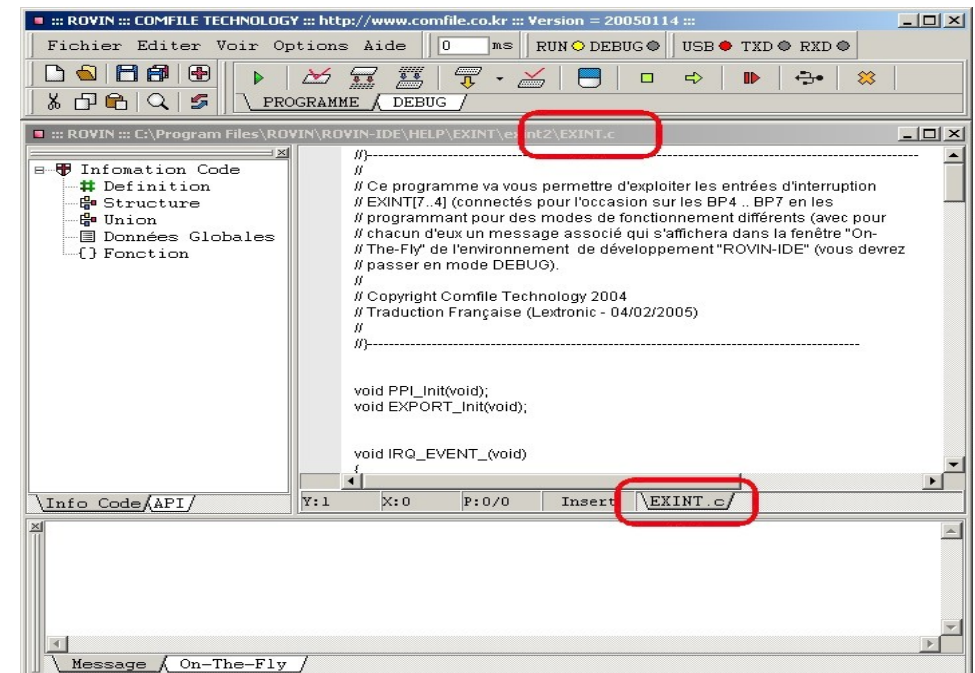 ::: ROVIN ::: COMFILE TECHNOLOGY ::: http://www.comfile.co.kr ::: Version = 20050114 :::
Fichier Editer Voir Options Aide 0 ms RUN DEBUG USB TXD RXD
PROGRAMME DEBUG
::: ROVIN ::: C:\Program Files\ROVIN\ROVIN-IDE\HELP\EXINT\exint2\EXINT.c
Infomation Code
Definition
Structure
Union
Données Globales
{} Fonction
Info Code API
//}------------------------------------------------------------
//
// Ce programme va vous permettre d'exploiter les entrées d'interruption
// EXINT[7..4] (connectés pour l'occasion sur les BP4 .. BP7 en les
// programmant pour des modes de fonctionnement différents (avec pour
// chacun d'eux un message associé qui s'affichera dans la fenêtre "On-
// The-Fly" de l'environnement de développement "ROVIN-IDE" (vous devrez
// passer en mode DEBUG).
//
// Copyright Comfile Technology 2004
// Traduction Française (Lextronic - 04/02/2005)
//
//}------------------------------------------------------------
void PPI_Init(void);
void EXPORT_Init(void);
void IRQ_EVENT_(void)
{
Y:1 X:0 P:0/0 Insert EXINT.c
Message On-The-Fly